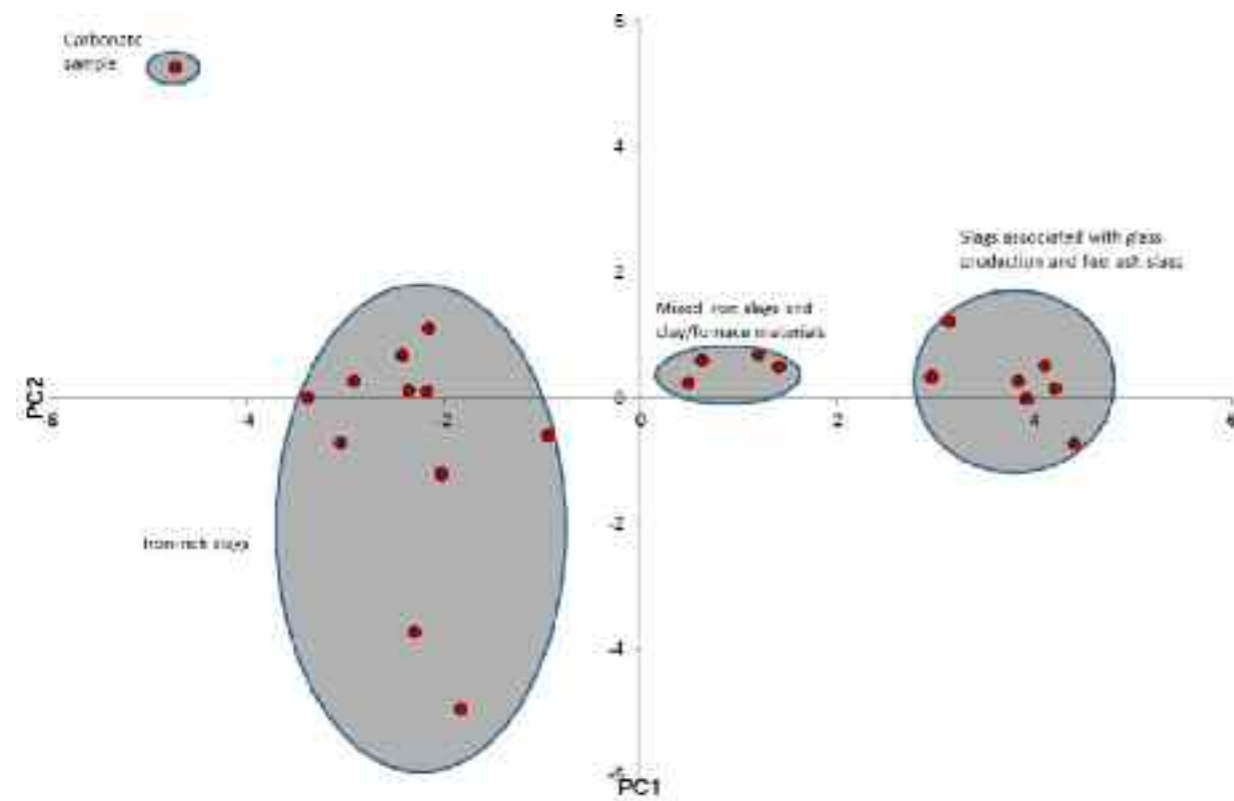 Carbonate
sample
6
4
Slags associated with glass
production and fuel ash slags
2
Mixed iron slags and
clay/furnace materials
PC2
0
-6
-4
-2
0
2
4
6
-2
Iron-rich slags
-4
-6
PC1